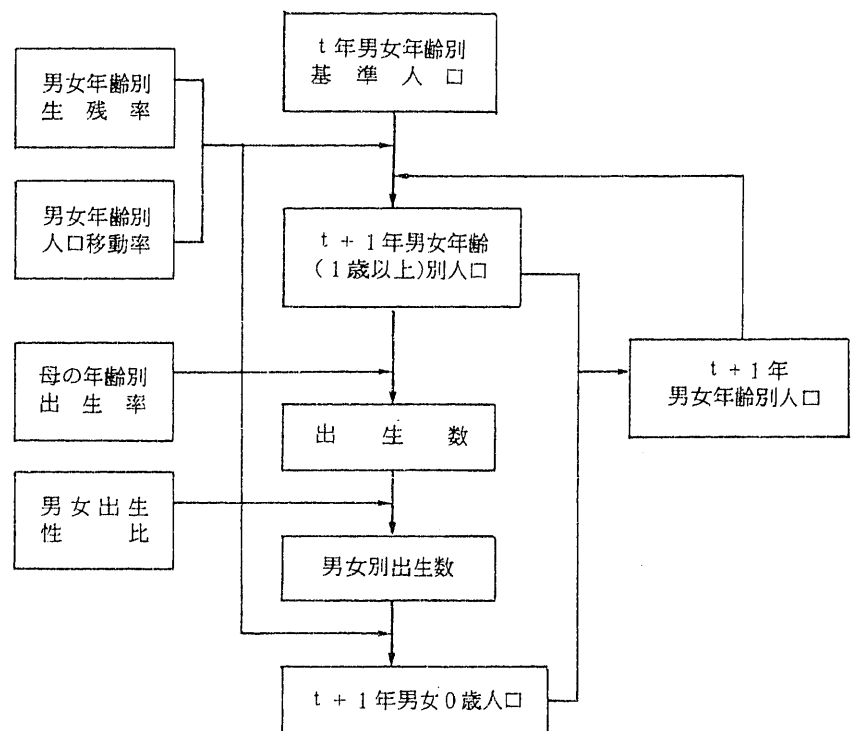 t年男女年齢別
基準人口
男女年齢別
生残率
男女年齢別
人口移動率
t + 1年男女年齢
(1歳以上)別人口
母の年齢別
出生率
t + 1年
男女年齢別人口
出生数
男女出生
性比
男女別出生数
t + 1年男女0歳人口